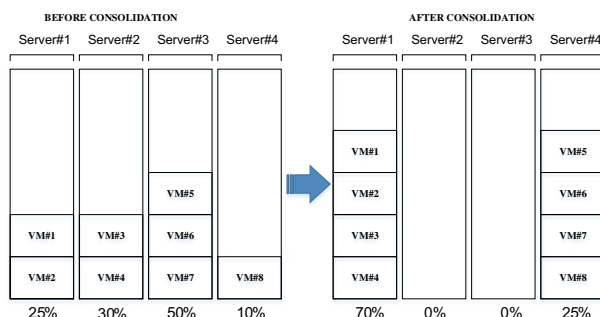 BEFORE CONSOLIDATION
AFTER CONSOLIDATION
Server#1 Server#2 Server#3 Server#4
Server#1 Server#2 Server#3 Server#4
VM#1
VM#5
VM#5
VM#2
VM#6
VM#1 VM#3 VM#6
VM#3
VM#7
VM#2 VM#4 VM#7 VM#8
VM#4
VM#8
25% 30% 50% 10%
70% 0% 0% 25%